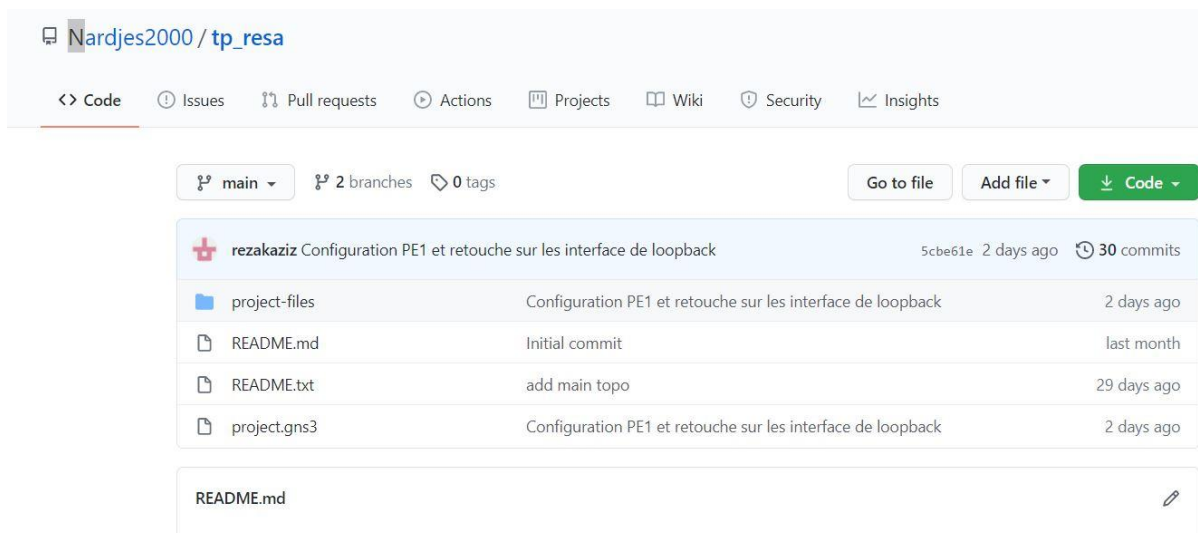 Nardjes2000 / tp_resa
<> Code Issues Pull requests Actions Projects Wiki Security Insights
main 2 branches 0 tags Go to file Add file Code
rezakaziz Configuration PE1 et retouche sur les interface de loopback 5cbe61e 2 days ago 30 commits
project-files Configuration PE1 et retouche sur les interface de loopback 2 days ago
README.md Initial commit last month
README.txt add main topo 29 days ago
project.gns3 Configuration PE1 et retouche sur les interface de loopback 2 days ago
README.md